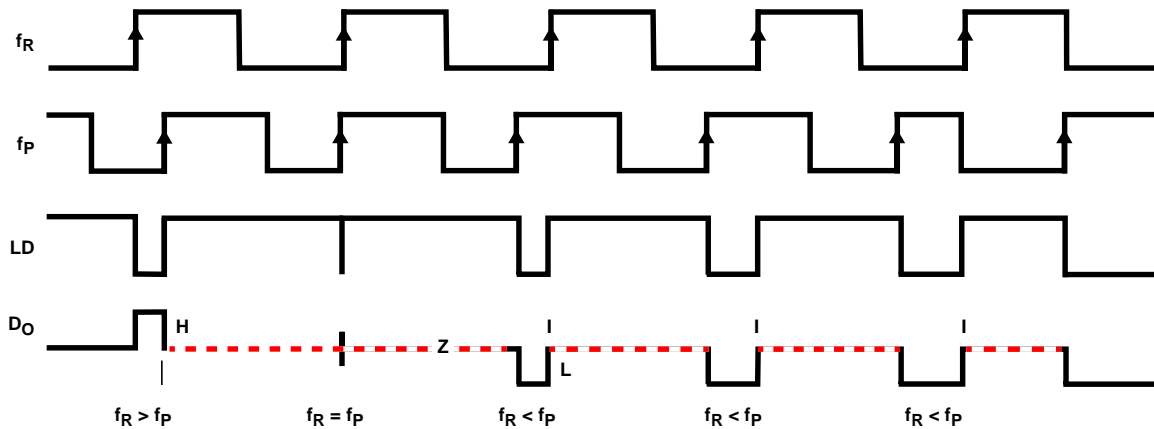 fR
fP
LD
DO
H
Z
I
I
I
L
fR > fP
fR = fP
fR < fP
fR < fP
fR < fP